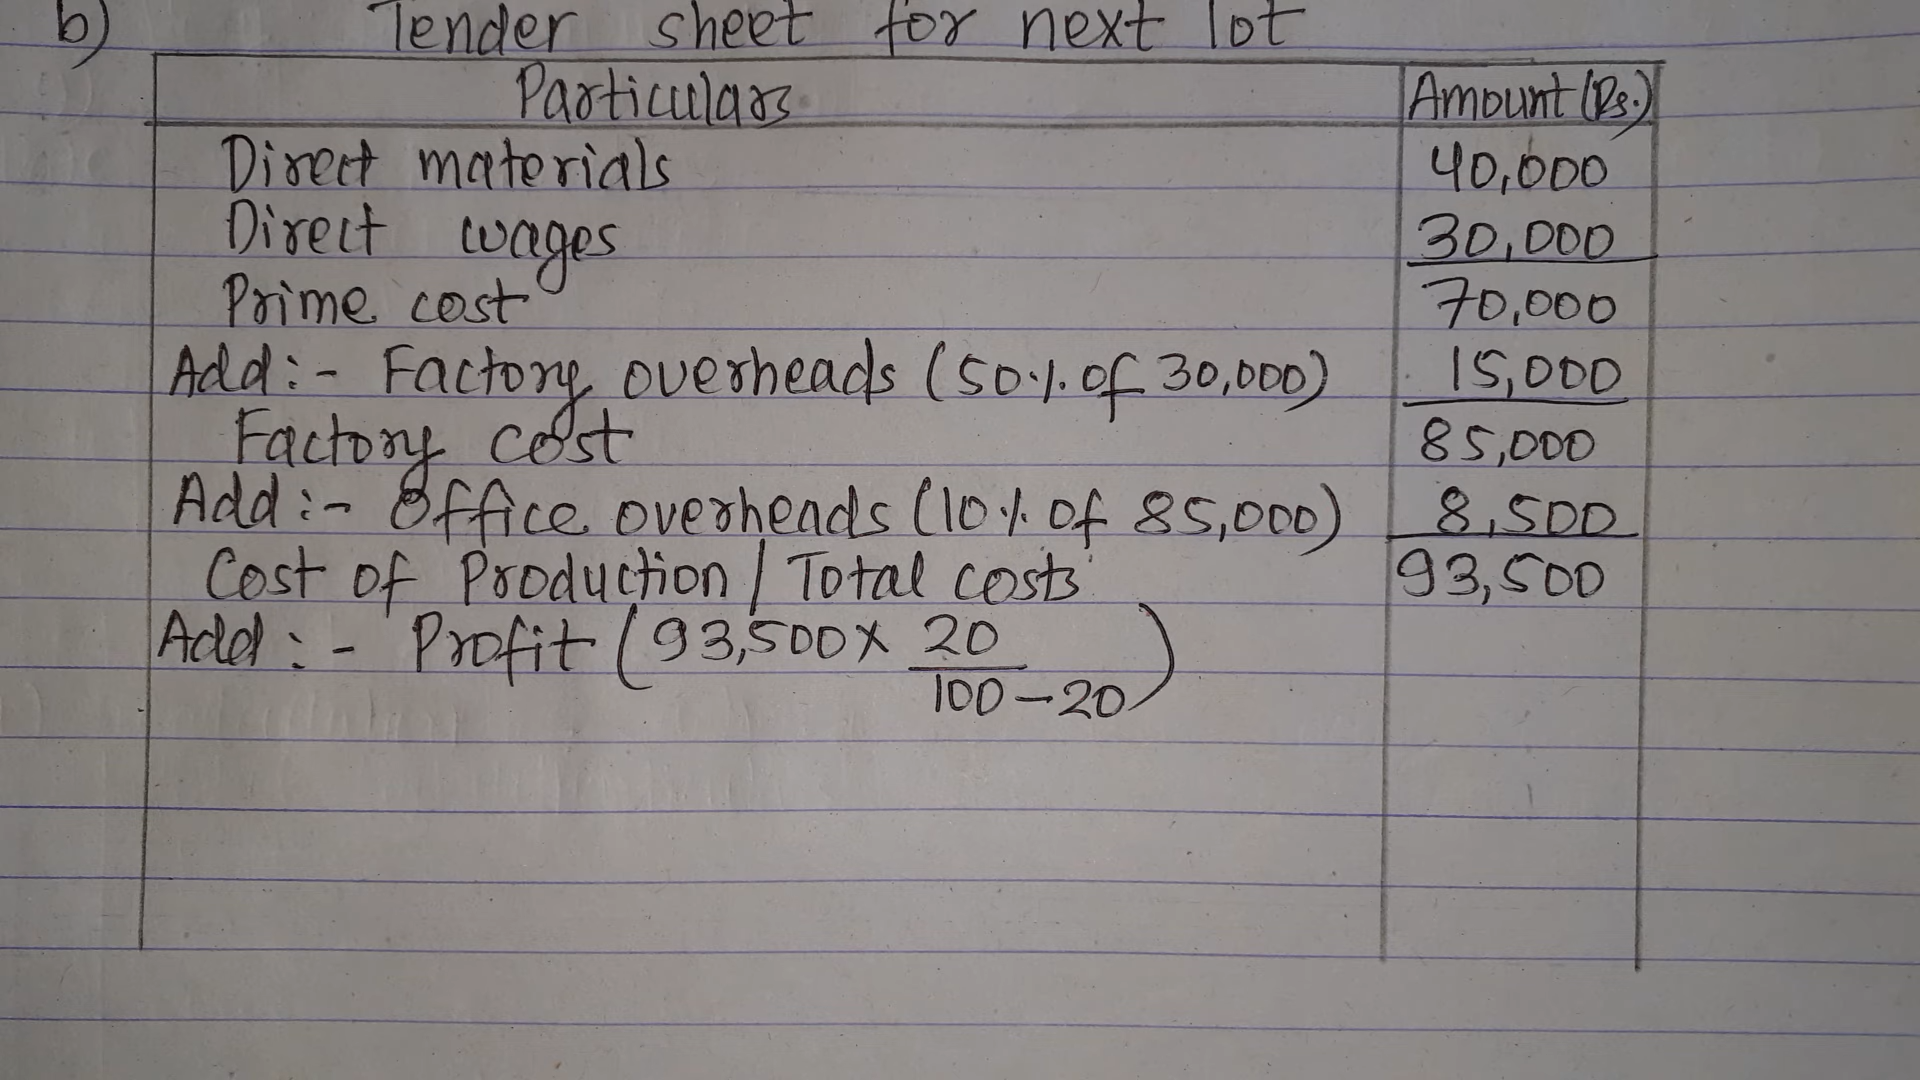 b) Tender sheet for next lot
Particulars Amount (Rs.)
Direct materials 40,000
Direct wages 30,000
Prime cost 70,000
Add:- Factory overheads (50% of 30,000) 15,000
Factory cost 85,000
Add:- Office overheads (10% of 85,000) 8,500
Cost of Production / Total costs 93,500
Add:- Profit (93,500 x 20
100-20)